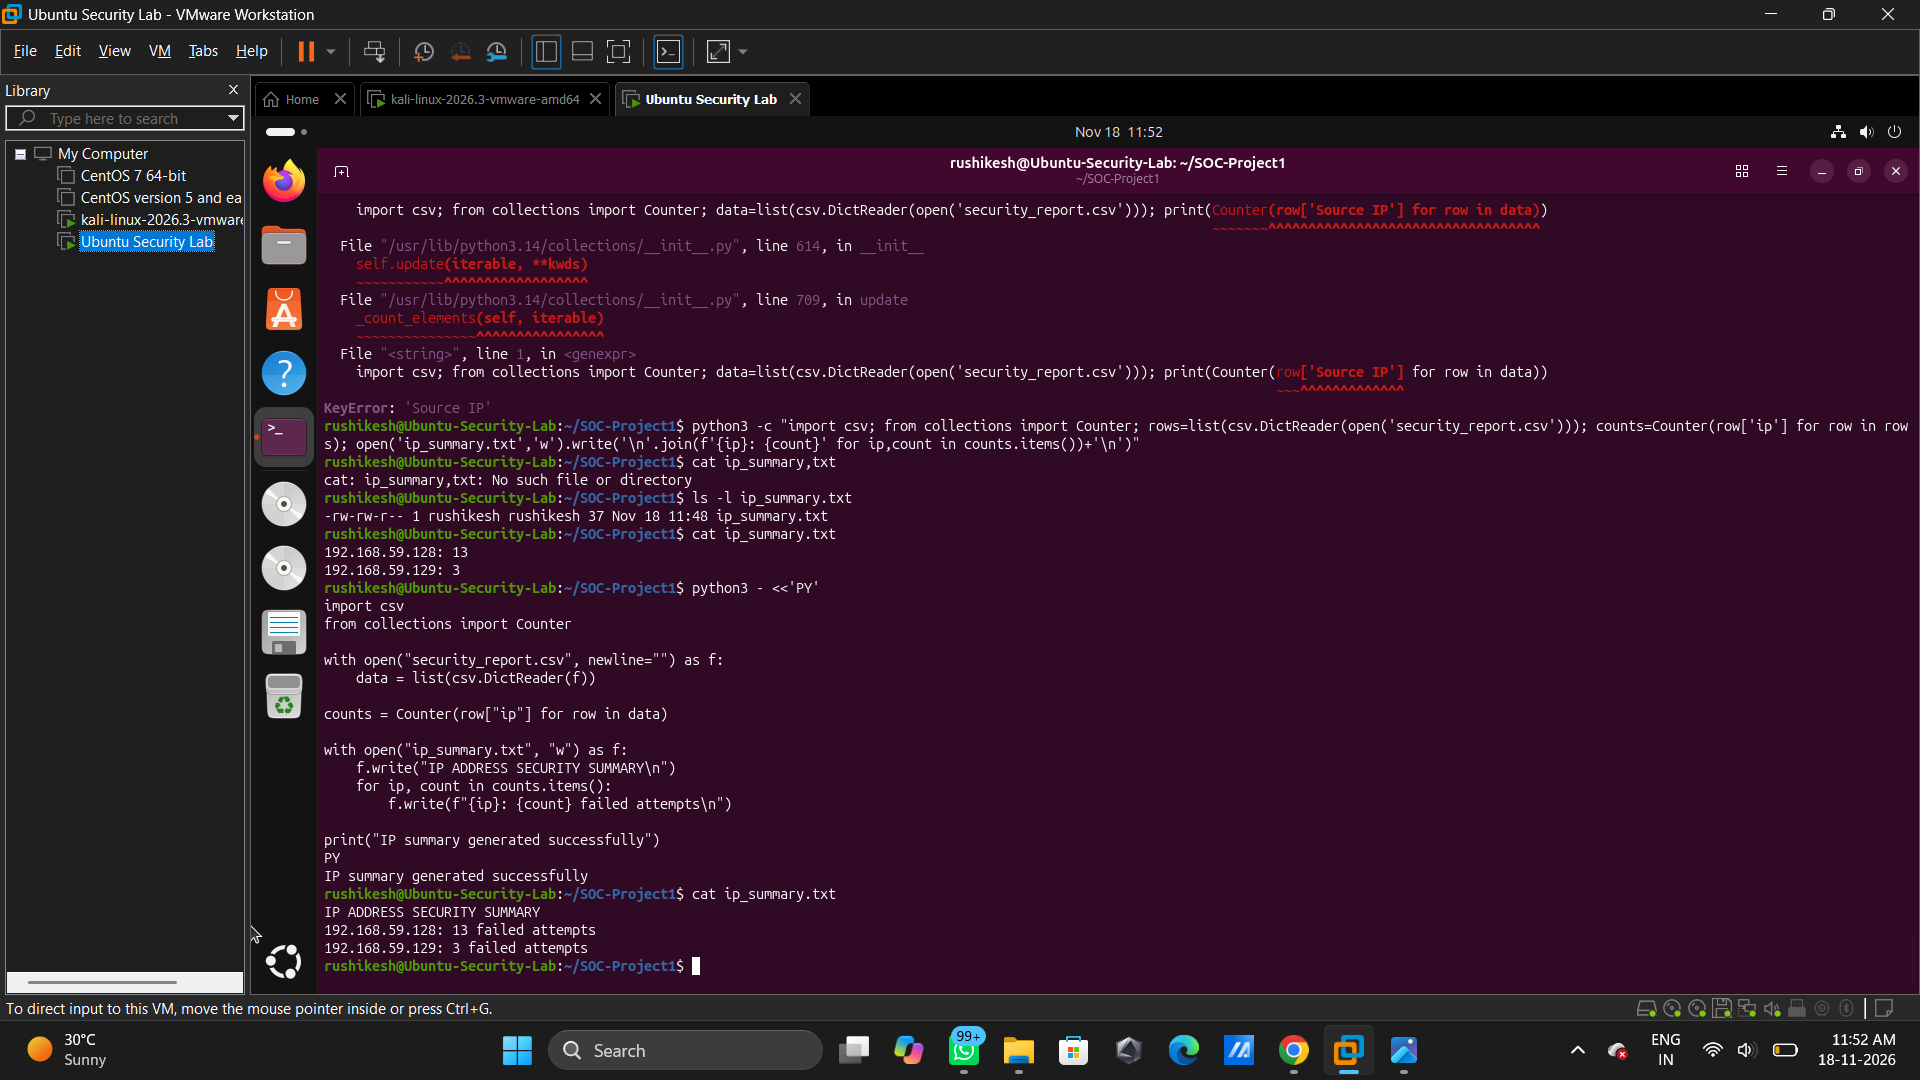 Ubuntu Security Lab - VMware Workstation
File Edit View VM Tabs Help
Library
Type here to search
My Computer
CentOS 7 64-bit
CentOS version 5 and ea
kali-linux-2026.3-vmware
Ubuntu Security Lab
Home
kali-linux-2026.3-vmware-amd64
Ubuntu Security Lab
Nov 18 11:52
rushikesh@Ubuntu-Security-Lab: ~/SOC-Project1
~/SOC-Project1
import csv; from collections import Counter; data=list(csv.DictReader(open('security_report.csv'))); print(Counter(row['Source IP'] for row in data))
~~~~~~~^^^^^^^^^^^^^^^^^^^^^^^^^^^^^^^^^^
File "/usr/lib/python3.14/collections/__init__.py", line 614, in __init__
self.update(iterable, **kwds)
~~~~~~~~~~~^^^^^^^^^^^^^^^^^^
File "/usr/lib/python3.14/collections/__init__.py", line 709, in update
_count_elements(self, iterable)
~~~~~~~~~~~~~~~^^^^^^^^^^^^^^^^
File "<string>", line 1, in <genexpr>
import csv; from collections import Counter; data=list(csv.DictReader(open('security_report.csv'))); print(Counter(row['Source IP'] for row in data))
~~~^^^^^^^^^^^^^
KeyError: 'Source IP'
rushikesh@Ubuntu-Security-Lab:~/SOC-Project1$ python3 -c "import csv; from collections import Counter; rows=list(csv.DictReader(open('security_report.csv'))); counts=Counter(row['ip'] for row in row
s); open('ip_summary.txt','w').write('\n'.join(f'{ip}: {count}' for ip,count in counts.items())+'\n')"
rushikesh@Ubuntu-Security-Lab:~/SOC-Project1$ cat ip_summary,txt
cat: ip_summary,txt: No such file or directory
rushikesh@Ubuntu-Security-Lab:~/SOC-Project1$ ls -l ip_summary.txt
-rw-rw-r-- 1 rushikesh rushikesh 37 Nov 18 11:48 ip_summary.txt
rushikesh@Ubuntu-Security-Lab:~/SOC-Project1$ cat ip_summary.txt
192.168.59.128: 13
192.168.59.129: 3
rushikesh@Ubuntu-Security-Lab:~/SOC-Project1$ python3 - <<'PY'
import csv
from collections import Counter
with open("security_report.csv", newline="") as f:
data = list(csv.DictReader(f))
counts = Counter(row["ip"] for row in data)
with open("ip_summary.txt", "w") as f:
f.write("IP ADDRESS SECURITY SUMMARY\n")
for ip, count in counts.items():
f.write(f"{ip}: {count} failed attempts\n")
print("IP summary generated successfully")
PY
IP summary generated successfully
rushikesh@Ubuntu-Security-Lab:~/SOC-Project1$ cat ip_summary.txt
IP ADDRESS SECURITY SUMMARY
192.168.59.128: 13 failed attempts
192.168.59.129: 3 failed attempts
rushikesh@Ubuntu-Security-Lab:~/SOC-Project1$
To direct input to this VM, move the mouse pointer inside or press Ctrl+G.
30°C
Sunny
Search
99+
ENG
IN
11:52 AM
18-11-2026